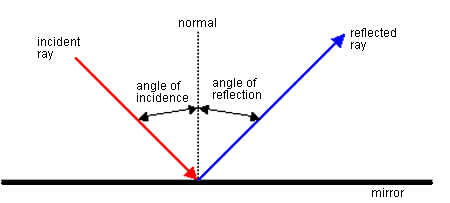 normal
incident
ray
reflected
ray
angle of
incidence
angle of
reflection
mirror